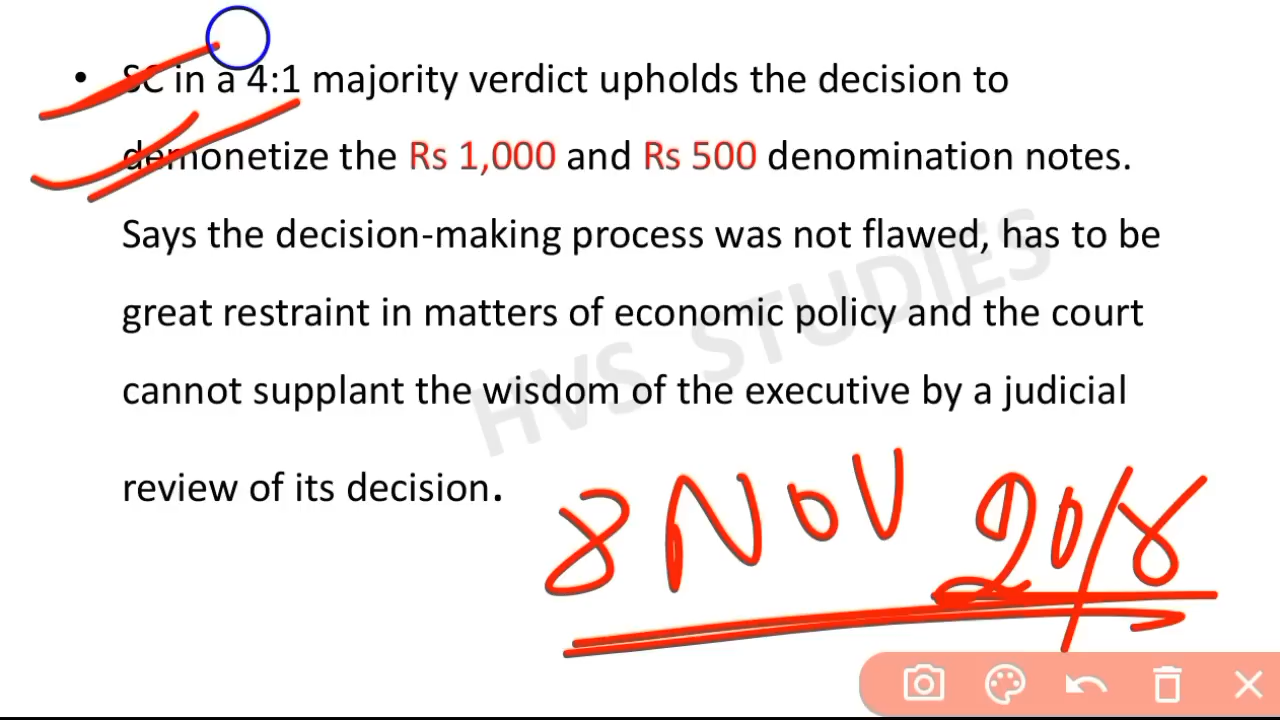 • SC in a 4:1 majority verdict upholds the decision to
demonetize the Rs 1,000 and Rs 500 denomination notes.
Says the decision-making process was not flawed, has to be
great restraint in matters of economic policy and the court
cannot supplant the wisdom of the executive by a judicial
review of its decision.
HVS STUDIES
8 NOV 2018